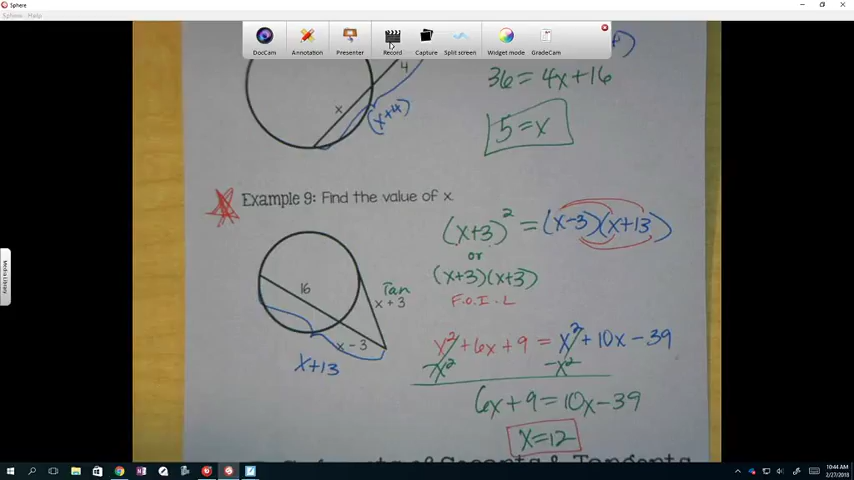 Sphere
Sphere Help
DocCam
Annotation
Presenter
Record
Capture
Split screen
Widget mode
GradeCam
4
x
(x+4)
36 = 4x+16
5 = x
Example 9: Find the value of x.
(x+3)² = (x-3)(x+13)
or
(x+3)(x+3)
F.O.I.L
16
Tan
x + 3
x - 3
x+13
x² + 6x + 9 = x² + 10x - 39
-x² -x²
6x + 9 = 10x - 39
x=12
Media Library
10:44 AM
2/27/2018